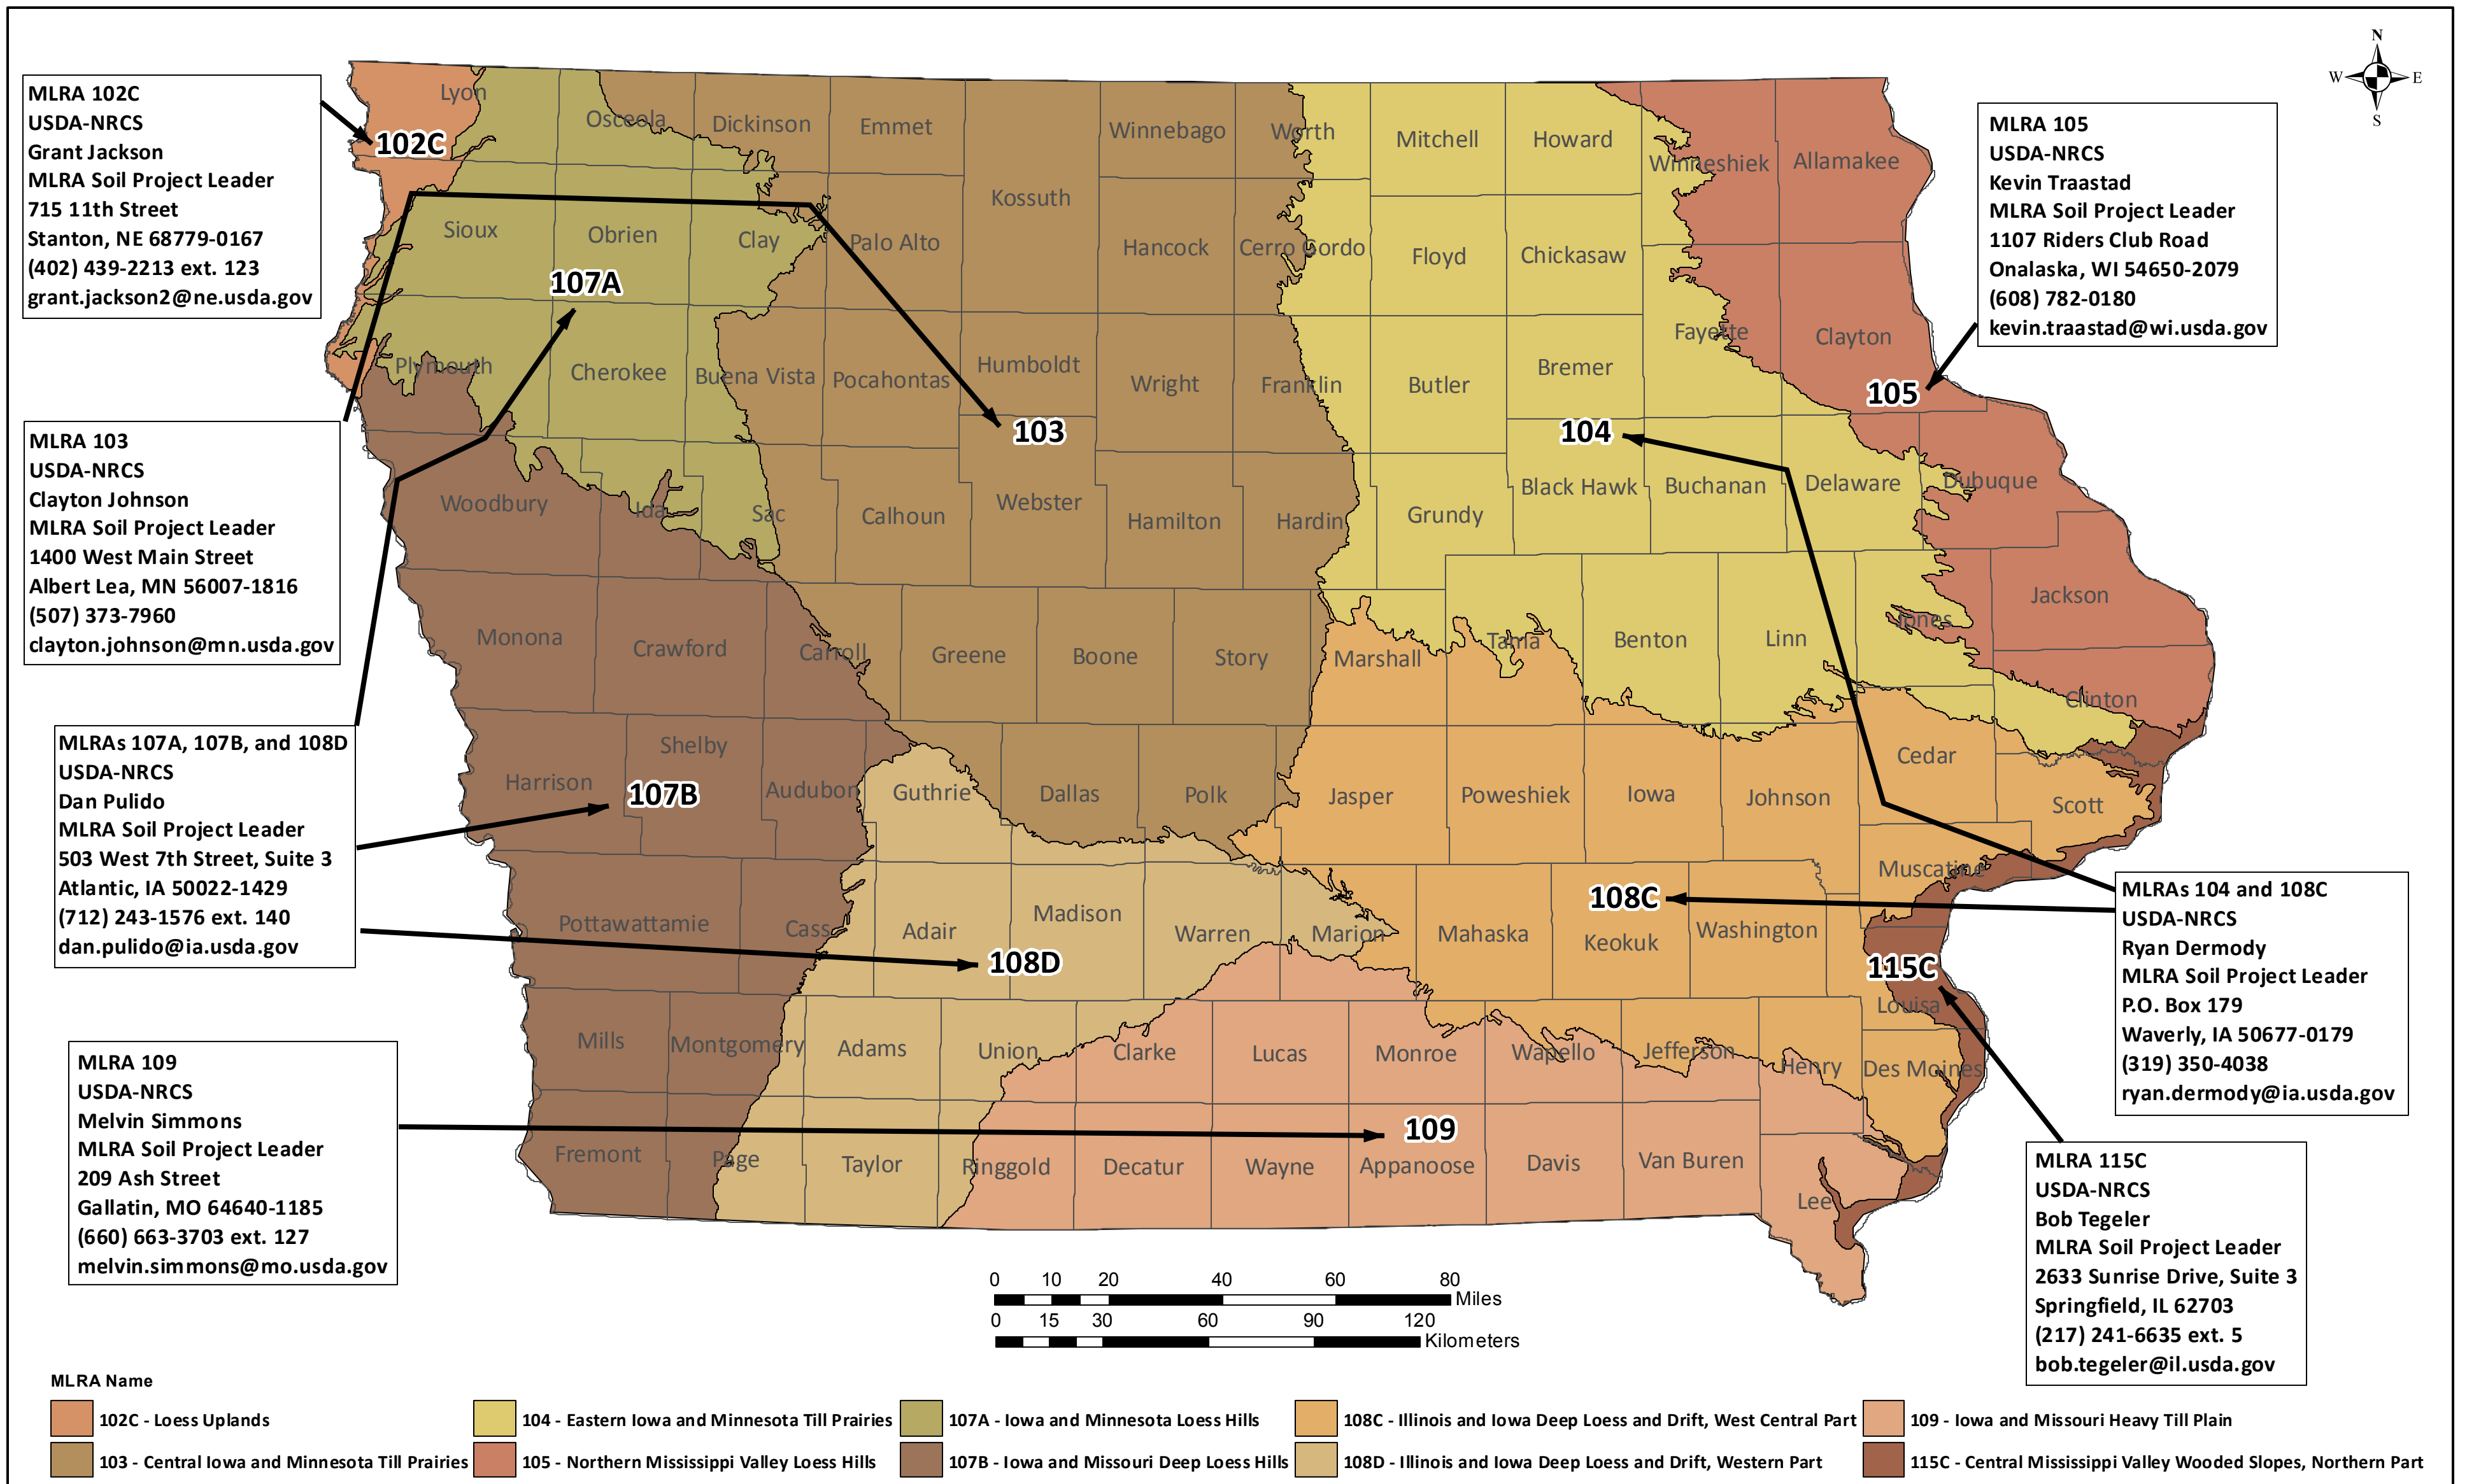 N
W E
S
MLRA 102C
USDA-NRCS
Grant Jackson
MLRA Soil Project Leader
715 11th Street
Stanton, NE 68779-0167
(402) 439-2213 ext. 123
grant.jackson2@ne.usda.gov
MLRA 103
USDA-NRCS
Clayton Johnson
MLRA Soil Project Leader
1400 West Main Street
Albert Lea, MN 56007-1816
(507) 373-7960
clayton.johnson@mn.usda.gov
MLRAs 107A, 107B, and 108D
USDA-NRCS
Dan Pulido
MLRA Soil Project Leader
503 West 7th Street, Suite 3
Atlantic, IA 50022-1429
(712) 243-1576 ext. 140
dan.pulido@ia.usda.gov
MLRA 109
USDA-NRCS
Melvin Simmons
MLRA Soil Project Leader
209 Ash Street
Gallatin, MO 64640-1185
(660) 663-3703 ext. 127
melvin.simmons@mo.usda.gov
MLRA 105
USDA-NRCS
Kevin Traastad
MLRA Soil Project Leader
1107 Riders Club Road
Onalaska, WI 54650-2079
(608) 782-0180
kevin.traastad@wi.usda.gov
MLRAs 104 and 108C
USDA-NRCS
Ryan Dermody
MLRA Soil Project Leader
P.O. Box 179
Waverly, IA 50677-0179
(319) 350-4038
ryan.dermody@ia.usda.gov
MLRA 115C
USDA-NRCS
Bob Tegeler
MLRA Soil Project Leader
2633 Sunrise Drive, Suite 3
Springfield, IL 62703
(217) 241-6635 ext. 5
bob.tegeler@il.usda.gov
Lyon
Osceola
Dickinson
Emmet
Winnebago
Worth
Mitchell
Howard
Winneshiek
Allamakee
102C
Kossuth
Sioux
Obrien
Clay
Palo Alto
Hancock
Cerro Gordo
Floyd
Chickasaw
107A
Plymouth
Cherokee
Buena Vista
Pocahontas
Humboldt
Wright
Franklin
Butler
Bremer
Fayette
Clayton
105
103
104
Woodbury
Ida
Sac
Calhoun
Webster
Hamilton
Hardin
Grundy
Black Hawk
Buchanan
Delaware
Dubuque
Monona
Crawford
Carroll
Greene
Boone
Story
Marshall
Tama
Benton
Linn
Jones
Jackson
Clinton
Harrison
Shelby
107B
Audubon
Guthrie
Dallas
Polk
Jasper
Poweshiek
Iowa
Johnson
Cedar
Scott
Muscatine
Pottawattamie
Cass
Adair
Madison
Warren
Marion
Mahaska
108C
Keokuk
Washington
108D
115C
Louisa
Mills
Montgomery
Adams
Union
Clarke
Lucas
Monroe
Wapello
Jefferson
Henry
Des Moines
Fremont
Page
Taylor
Ringgold
Decatur
Wayne
109
Appanoose
Davis
Van Buren
Lee
0 10 20 40 60 80
Miles
0 15 30 60 90 120
Kilometers
MLRA Name
102C - Loess Uplands
103 - Central Iowa and Minnesota Till Prairies
104 - Eastern Iowa and Minnesota Till Prairies
105 - Northern Mississippi Valley Loess Hills
107A - Iowa and Minnesota Loess Hills
107B - Iowa and Missouri Deep Loess Hills
108C - Illinois and Iowa Deep Loess and Drift, West Central Part
108D - Illinois and Iowa Deep Loess and Drift, Western Part
109 - Iowa and Missouri Heavy Till Plain
115C - Central Mississippi Valley Wooded Slopes, Northern Part